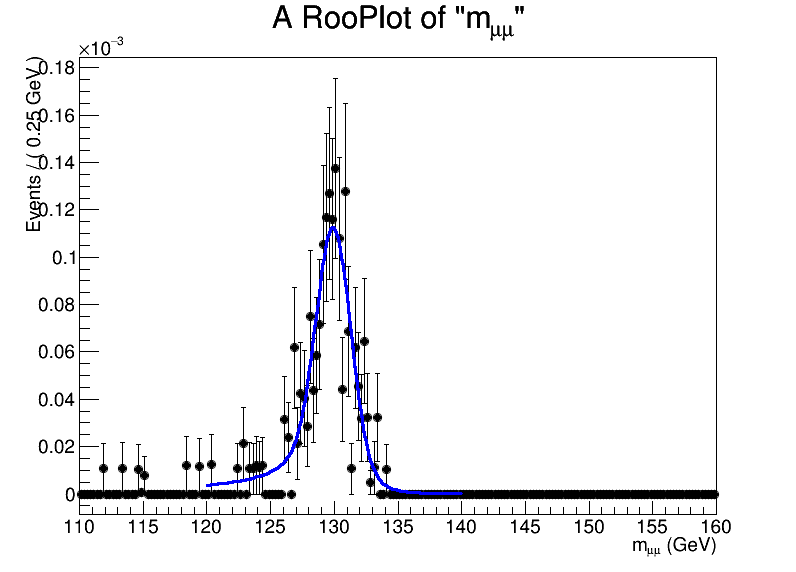 A RooPlot of "mμμ"
×10−3
Events / ( 0.25 GeV )
0.18
0.16
0.14
0.12
0.1
0.08
0.06
0.04
0.02
0
110 115 120 125 130 135 140 145 150 155 160
mμμ (GeV)